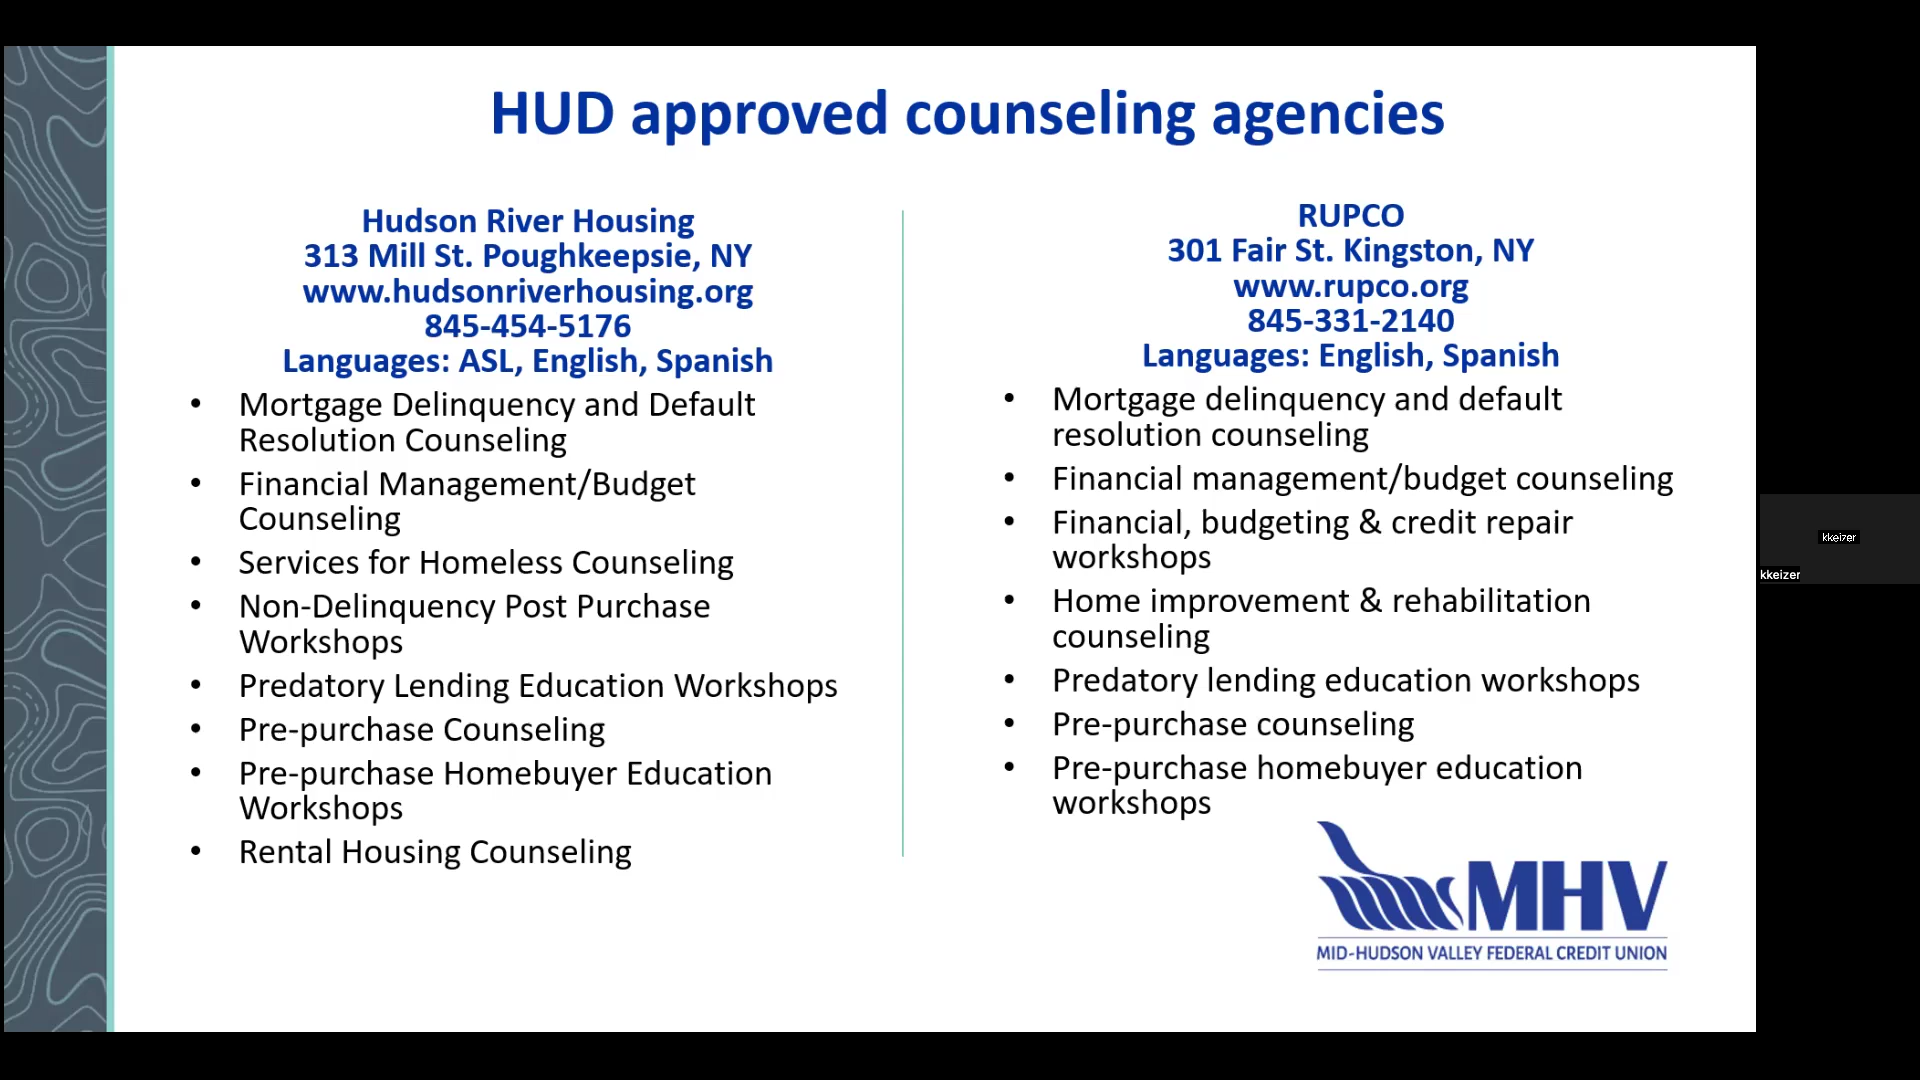 HUD approved counseling agencies
Hudson River Housing
313 Mill St. Poughkeepsie, NY
www.hudsonriverhousing.org
845-454-5176
Languages: ASL, English, Spanish
• Mortgage Delinquency and Default
Resolution Counseling
• Financial Management/Budget
Counseling
• Services for Homeless Counseling
• Non-Delinquency Post Purchase
Workshops
• Predatory Lending Education Workshops
• Pre-purchase Counseling
• Pre-purchase Homebuyer Education
Workshops
• Rental Housing Counseling
RUPCO
301 Fair St. Kingston, NY
www.rupco.org
845-331-2140
Languages: English, Spanish
• Mortgage delinquency and default
resolution counseling
• Financial management/budget counseling
• Financial, budgeting & credit repair
workshops
• Home improvement & rehabilitation
counseling
• Predatory lending education workshops
• Pre-purchase counseling
• Pre-purchase homebuyer education
workshops
MHV
MID-HUDSON VALLEY FEDERAL CREDIT UNION
kkeizer
kkeizer